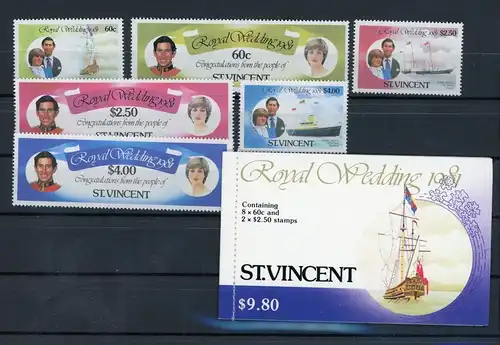 60c
Royal Wedding 1981
60c
Congratulations from the people of
ST. VINCENT
Royal Wedding 1981
$2.50
Royal Wedding 1981
$2.50
Congratulations from the people of
ST. VINCENT
$4.00
ST. VINCENT
Royal Wedding 1981
$4.00
Congratulations from the people of
ST. VINCENT
Royal Wedding 1981
Containing
8 x 60c and
2 x $2.50 stamps
ST. VINCENT
$9.80